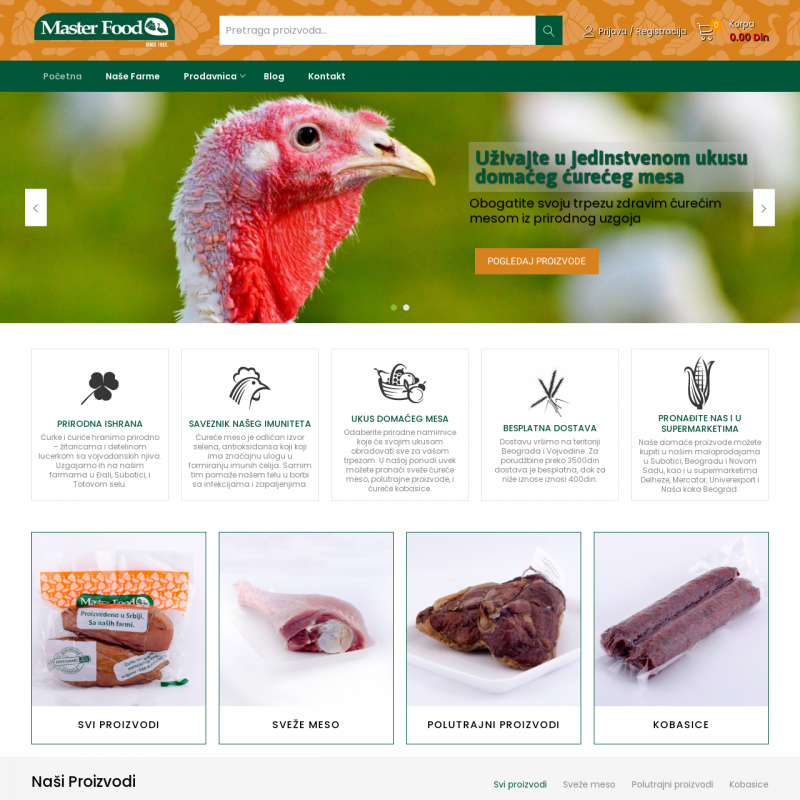 Master Food
SINCE 1992.
Pretraga proizvoda...
Prijava / Registracija
0
Korpa
0.00 Din
Početna
Naše Farme
Prodavnica
Blog
Kontakt
Uživajte u jedinstvenom ukusu
domaćeg ćurećeg mesa
Obogatite svoju trpezu zdravim ćurećim
mesom iz prirodnog uzgoja
POGLEDAJ PROIZVODE
PRIRODNA ISHRANA
Ćurke i ćuriće hranimo prirodno
– žitaricama i detelinom
lucerkom sa vojvođanskih njiva.
Uzgajamo ih na našim
farmama u Đali, Subotici, i
Totovom selu.
SAVEZNIK NAŠEG IMUNITETA
Ćureće meso je odličan izvor
selena, antioksidansa koji koji
ima značajnu ulogu u
formiranju imunih ćelija. Samim
tim pomaže našem telu u borbi
sa infekcijama i zapaljenjima.
UKUS DOMAĆEG MESA
Odaberite prirodne namirnice
koje će svojim ukusom
obradovati sve za vašom
trpezom. U našoj ponudi uvek
možete pronaći sveže ćureće
meso, polutrajne proizvode, i
ćureće kobasice.
BESPLATNA DOSTAVA
Dostavu vršimo na teritoriji
Beograda i Vojvodine. Za
porudžbine preko 3500din
dostava je besplatna, dok za
niže iznose iznosi 400din.
PRONAĐITE NAS I U
SUPERMARKETIMA
Naše domaće proizvode možete
kupiti u našim maloprodajama
u Subotici, Beogradu i Novom
Sadu, kao i u supermarketima
Delheze, Mercator, Univerexport i
Naša koka Beograd.
Master Food
Proizvedeno u Srbiji,
Sa naših farmi.
SVI PROIZVODI
SVEŽE MESO
POLUTRAJNI PROIZVODI
KOBASICE
Naši Proizvodi
Svi proizvodi
Sveže meso
Polutrajni proizvodi
Kobasice